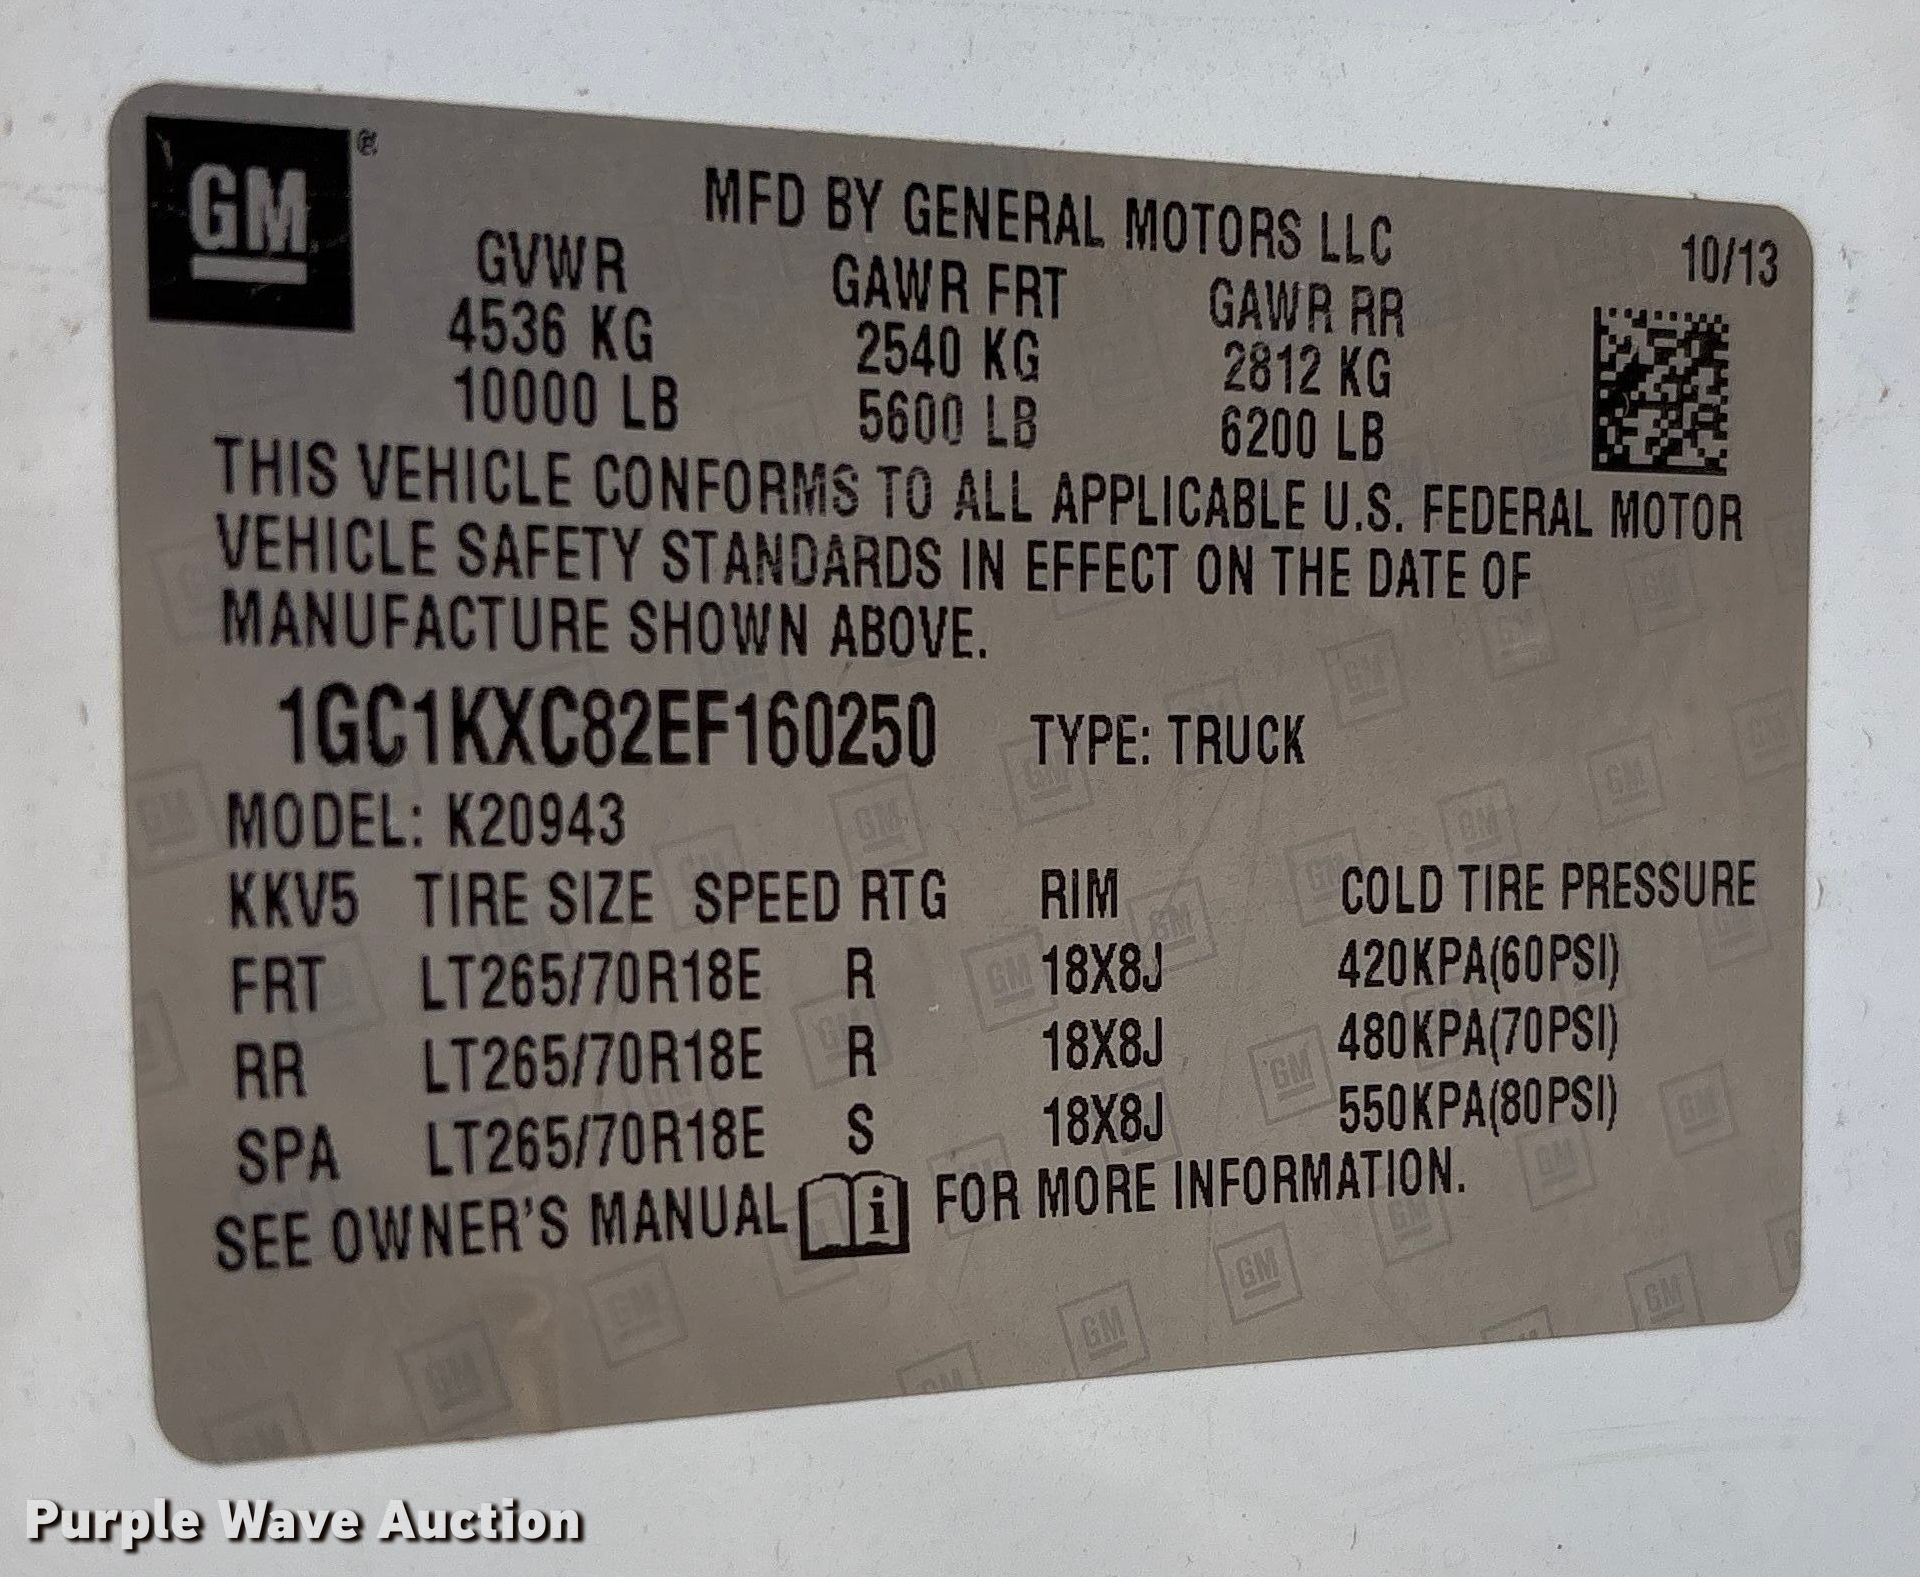 GM ®
MFD BY GENERAL MOTORS LLC 10/13
GVWR GAWR FRT GAWR RR
4536 KG 2540 KG 2812 KG
10000 LB 5600 LB 6200 LB
THIS VEHICLE CONFORMS TO ALL APPLICABLE U.S. FEDERAL MOTOR
VEHICLE SAFETY STANDARDS IN EFFECT ON THE DATE OF
MANUFACTURE SHOWN ABOVE.
1GC1KXC82EF160250 TYPE: TRUCK
MODEL: K20943
KKV5 TIRE SIZE SPEED RTG RIM COLD TIRE PRESSURE
FRT LT265/70R18E R 18X8J 420KPA(60PSI)
RR LT265/70R18E R 18X8J 480KPA(70PSI)
SPA LT265/70R18E S 18X8J 550KPA(80PSI)
SEE OWNER'S MANUAL i FOR MORE INFORMATION.
Purple Wave Auction